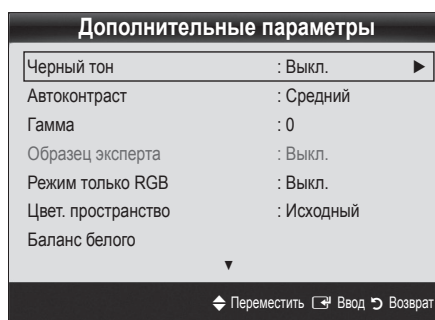 Дополнительные параметры
Черный тон : Выкл. ►
Автоконтраст : Средний
Гамма : 0
Образец эксперта : Выкл.
Режим только RGB : Выкл.
Цвет. пространство : Исходный
Баланс белого
▼
Переместить Ввод Возврат